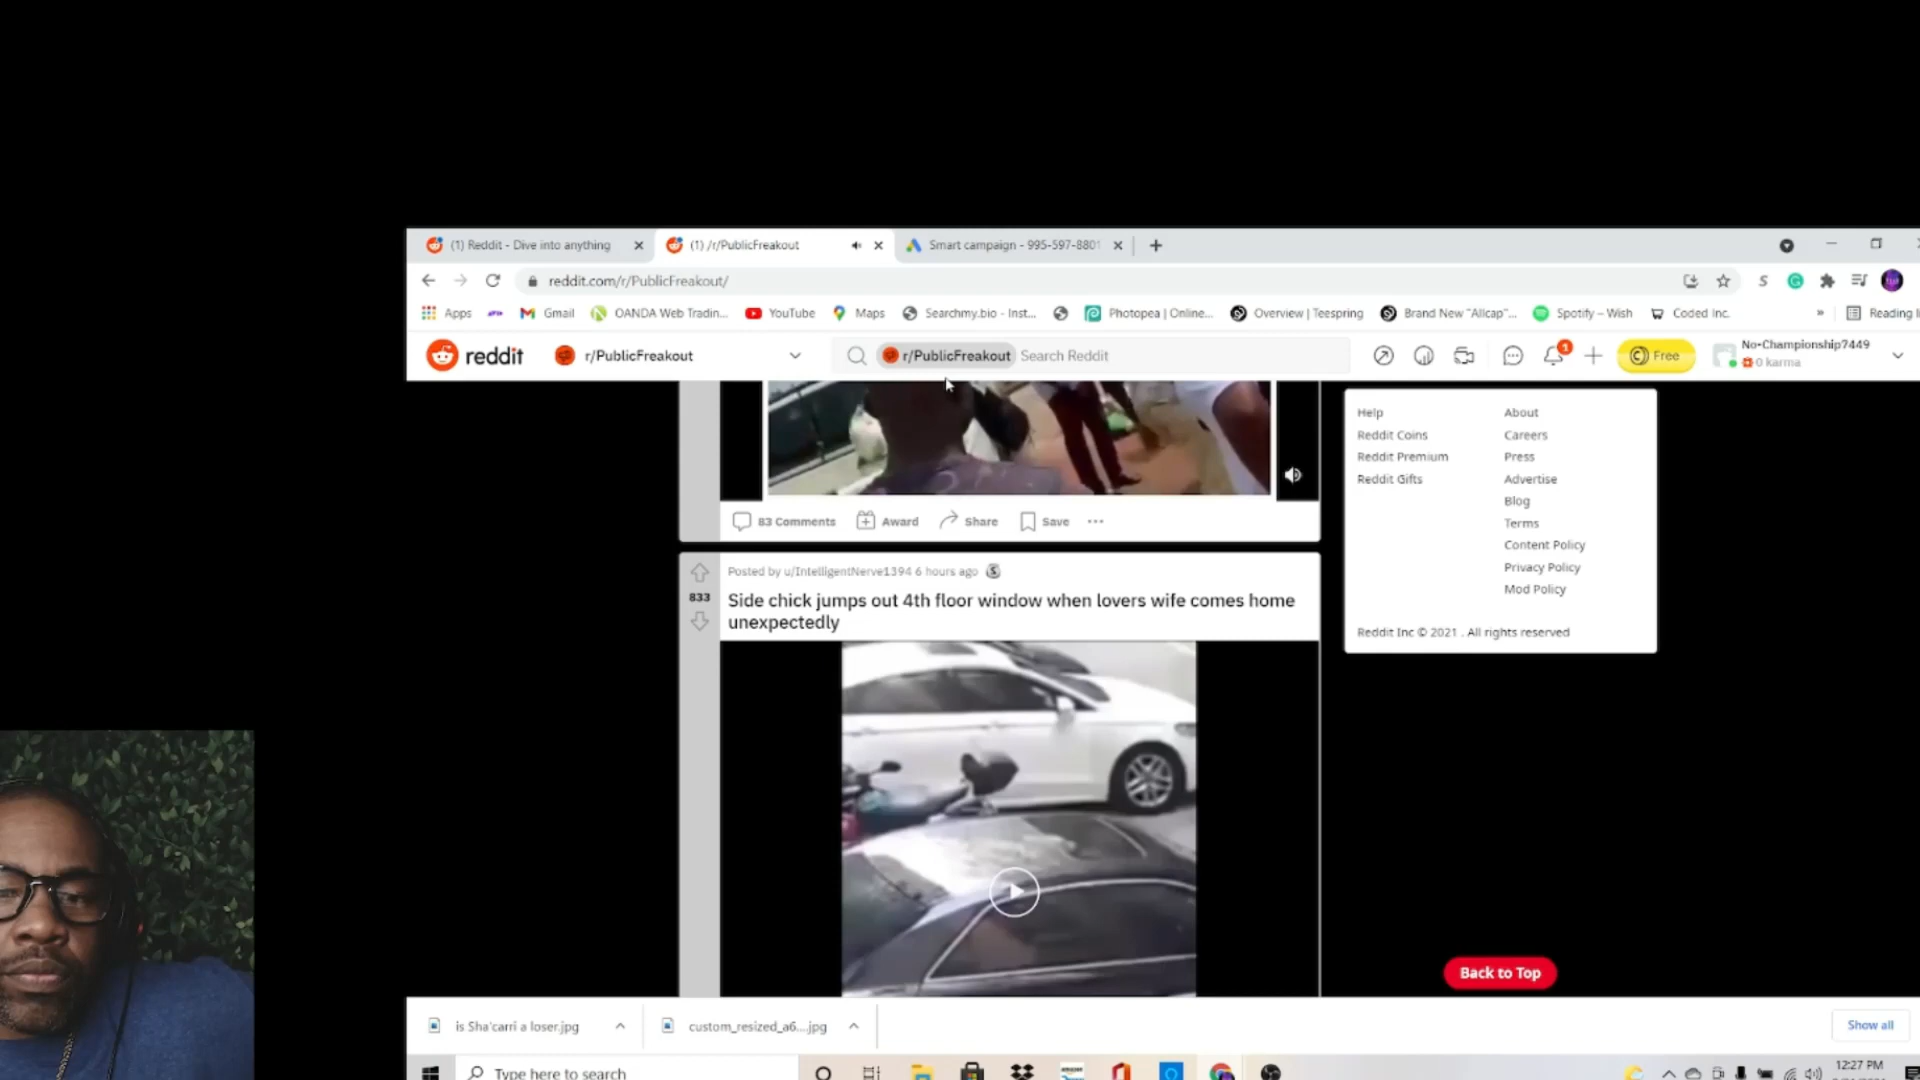 (1) Reddit - Dive into anything
(1) /r/PublicFreakout
Smart campaign - 995-597-8801
reddit.com/r/PublicFreakout/
Apps
Gmail
OANDA Web Tradin...
YouTube
Maps
Searchmy.bio - Inst...
Photopea | Online...
Overview | Teespring
Brand New "Allcap"...
Spotify – Wish
Coded Inc.
»
Reading l
reddit
r/PublicFreakout
r/PublicFreakout
Search Reddit
1
Free
No-Championship7449
0 karma
83 Comments
Award
Share
Save
Help
Reddit Coins
Reddit Premium
Reddit Gifts
About
Careers
Press
Advertise
Blog
Terms
Content Policy
Privacy Policy
Mod Policy
Reddit Inc © 2021 . All rights reserved
833
Posted by u/IntelligentNerve1394 6 hours ago
Side chick jumps out 4th floor window when lovers wife comes home
unexpectedly
Back to Top
is Sha'carri a loser.jpg
custom_resized_a6....jpg
Show all
Type here to search
12:27 PM